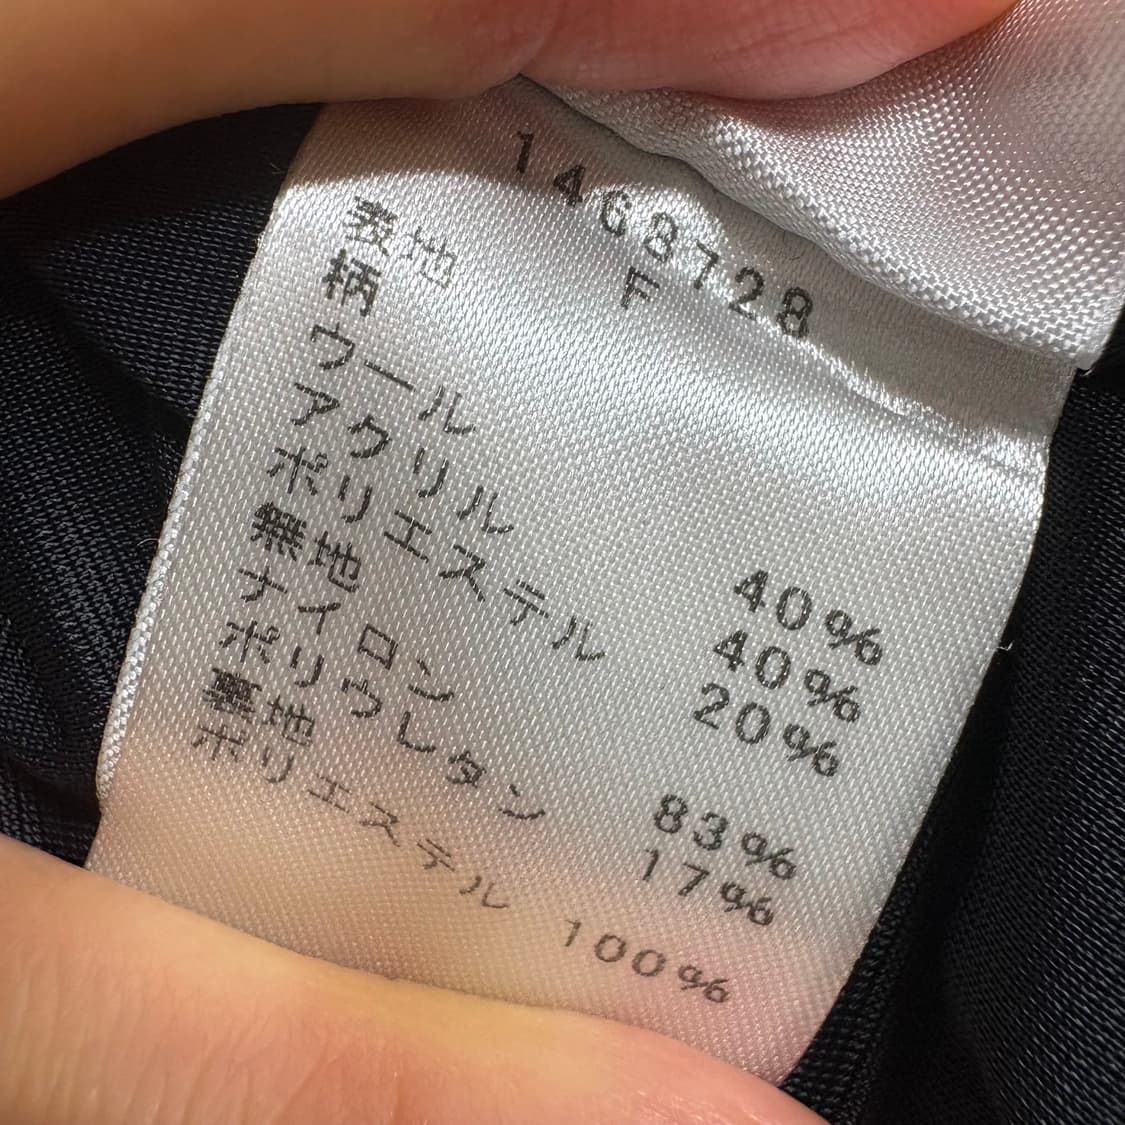 1468728
F
表地
柄
ウール 40%
アクリル 40%
ポリエステル 20%
無地
ナイロン 83%
ポリウレタン 17%
裏地
ポリエステル 100%